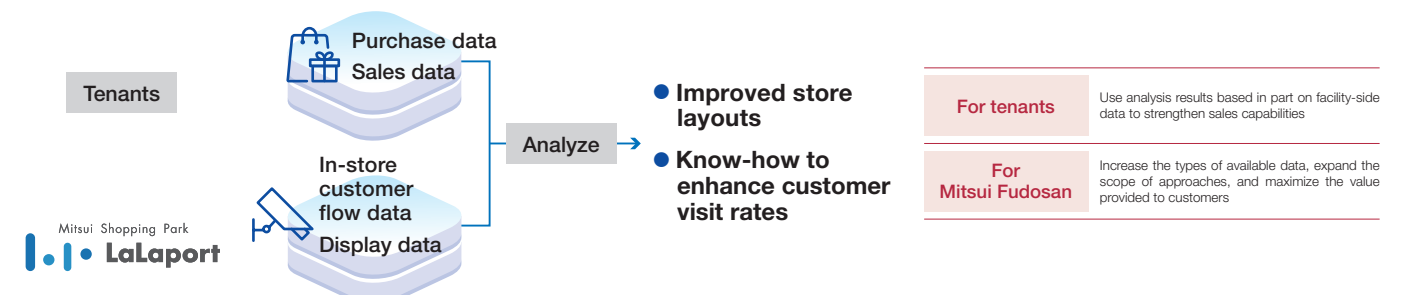 Tenants
Purchase data
Sales data
In-store
customer
flow data
Display data
Mitsui Shopping Park
LaLaport
Analyze
● Improved store
layouts
● Know-how to
enhance customer
visit rates
For tenants
Use analysis results based in part on facility-side
data to strengthen sales capabilities
For
Mitsui Fudosan
Increase the types of available data, expand the
scope of approaches, and maximize the value
provided to customers